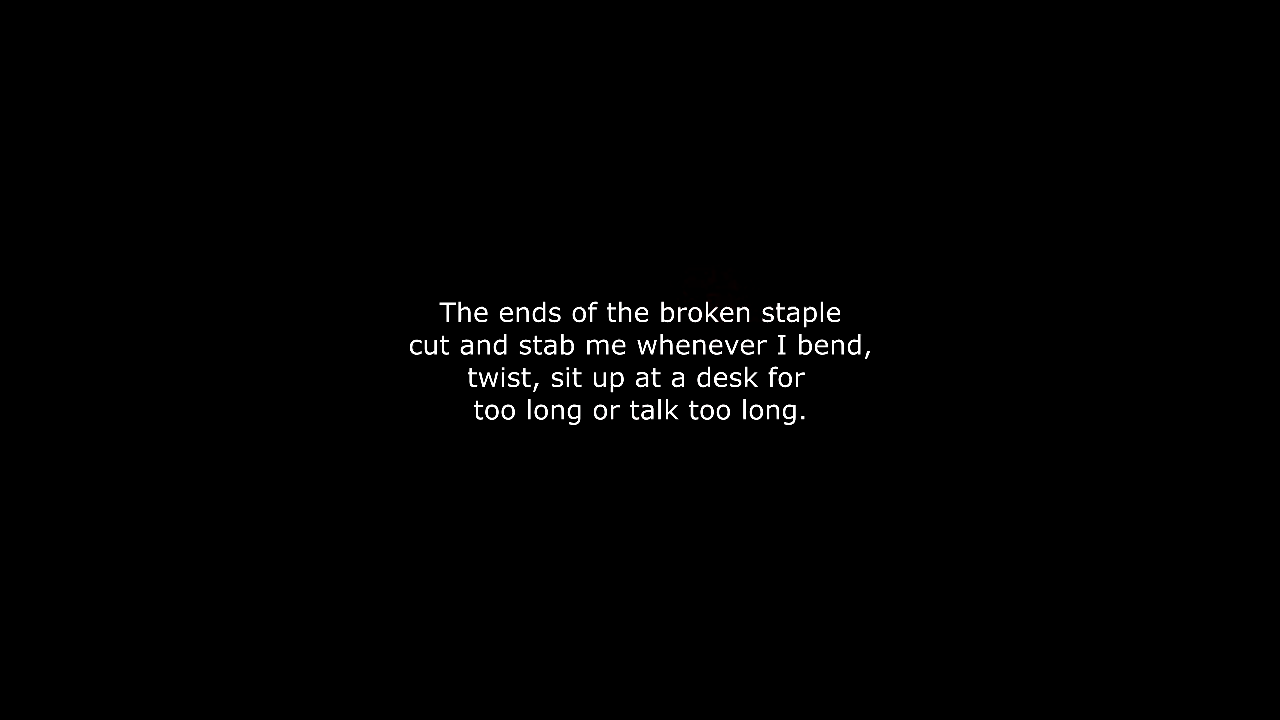 The ends of the broken staple
cut and stab me whenever I bend,
twist, sit up at a desk for
too long or talk too long.